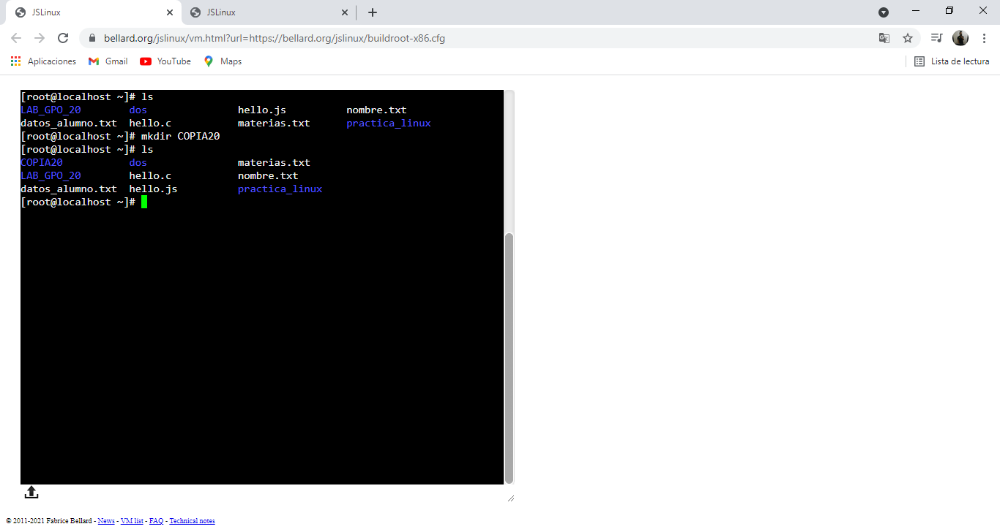 JSLinux JSLinux
bellard.org/jslinux/vm.html?url=https://bellard.org/jslinux/buildroot-x86.cfg
Aplicaciones Gmail YouTube Maps Lista de lectura
[root@localhost ~]# ls
LAB_GPO_20 dos hello.js nombre.txt
datos_alumno.txt hello.c materias.txt practica_linux
[root@localhost ~]# mkdir COPIA20
[root@localhost ~]# ls
COPIA20 dos materias.txt
LAB_GPO_20 hello.c nombre.txt
datos_alumno.txt hello.js practica_linux
[root@localhost ~]#
© 2011-2021 Fabrice Bellard - News - VM list - FAQ - Technical notes